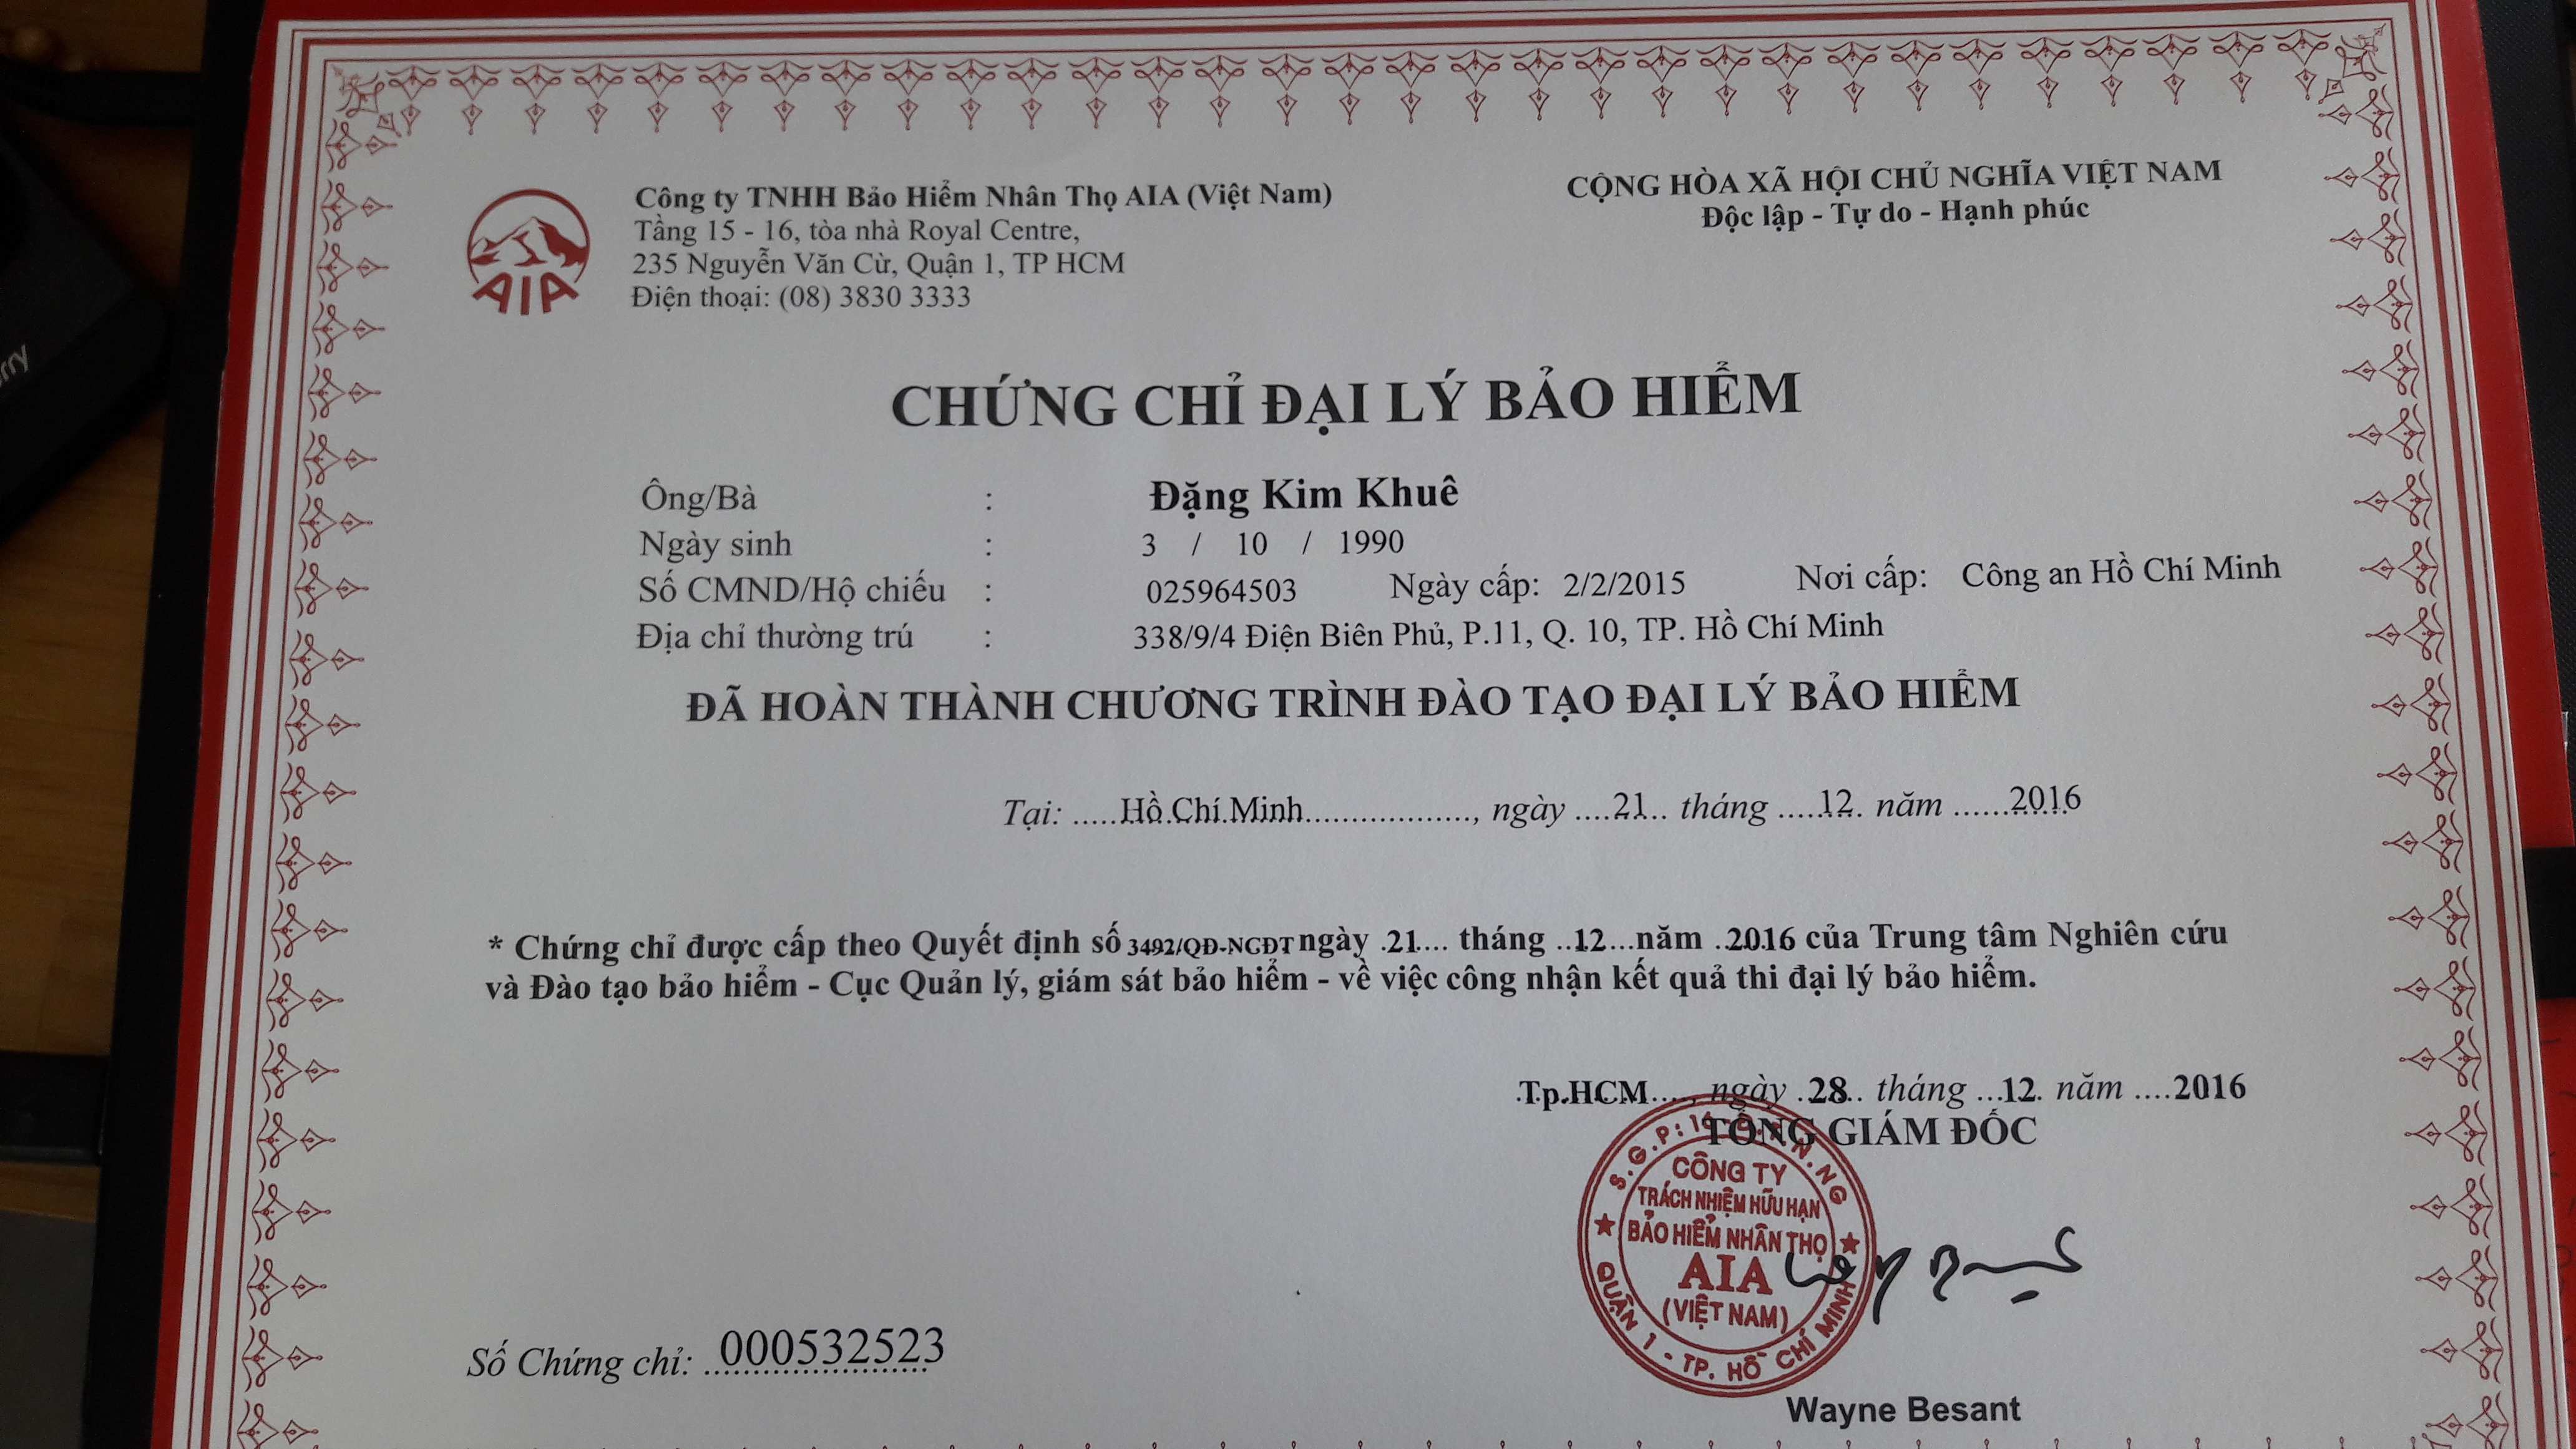 Công ty TNHH Bảo Hiểm Nhân Thọ AIA (Việt Nam)
Tầng 15 - 16, tòa nhà Royal Centre,
235 Nguyễn Văn Cừ, Quận 1, TP HCM
Điện thoại: (08) 3830 3333
AIA
CỘNG HÒA XÃ HỘI CHỦ NGHĨA VIỆT NAM
Độc lập - Tự do - Hạnh phúc
CHỨNG CHỈ ĐẠI LÝ BẢO HIỂM
Ông/Bà : Đặng Kim Khuê
Ngày sinh : 3 / 10 / 1990
Số CMND/Hộ chiếu : 025964503 Ngày cấp: 2/2/2015 Nơi cấp: Công an Hồ Chí Minh
Địa chỉ thường trú : 338/9/4 Điện Biên Phủ, P.11, Q. 10, TP. Hồ Chí Minh
ĐÃ HOÀN THÀNH CHƯƠNG TRÌNH ĐÀO TẠO ĐẠI LÝ BẢO HIỂM
Tại: .....Hồ Chí Minh..................., ngày ....21... tháng .....12. năm ......2016
* Chứng chỉ được cấp theo Quyết định số 3492/QĐ-NGĐT ngày .21.... tháng ..12...năm ..2016 của Trung tâm Nghiên cứu
và Đào tạo bảo hiểm - Cục Quản lý, giám sát bảo hiểm - về việc công nhận kết quả thi đại lý bảo hiểm.
Tp.HCM....., ngày .28.. tháng ...12. năm ....2016
TỔNG GIÁM ĐỐC
CÔNG TY
TRÁCH NHIỆM HỮU HẠN
BẢO HIỂM NHÂN THỌ
AIA
(VIỆT NAM)
QUẬN 1 - TP. HỒ CHÍ MINH
Số Chứng chỉ: 000532523
Wayne Besant